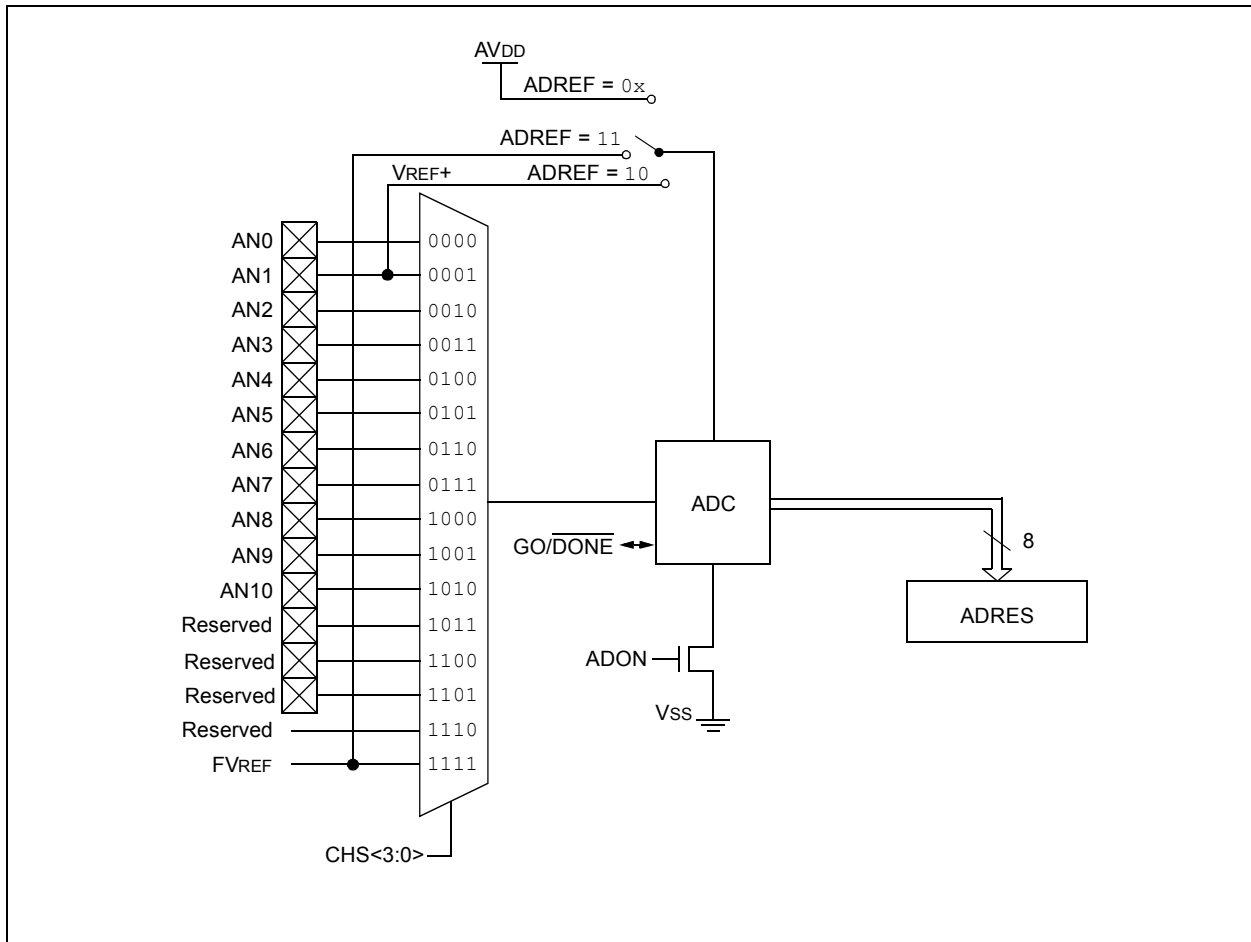 AVDD
ADREF = 0x
ADREF = 11
VREF+ ADREF = 10
AN0 0000
AN1 0001
AN2 0010
AN3 0011
AN4 0100
AN5 0101
AN6 0110
AN7 0111
AN8 1000
AN9 1001
AN10 1010
Reserved 1011
Reserved 1100
Reserved 1101
Reserved 1110
FVREF 1111
CHS<3:0>
ADC
GO/DONE
8
ADRES
ADON
VSS